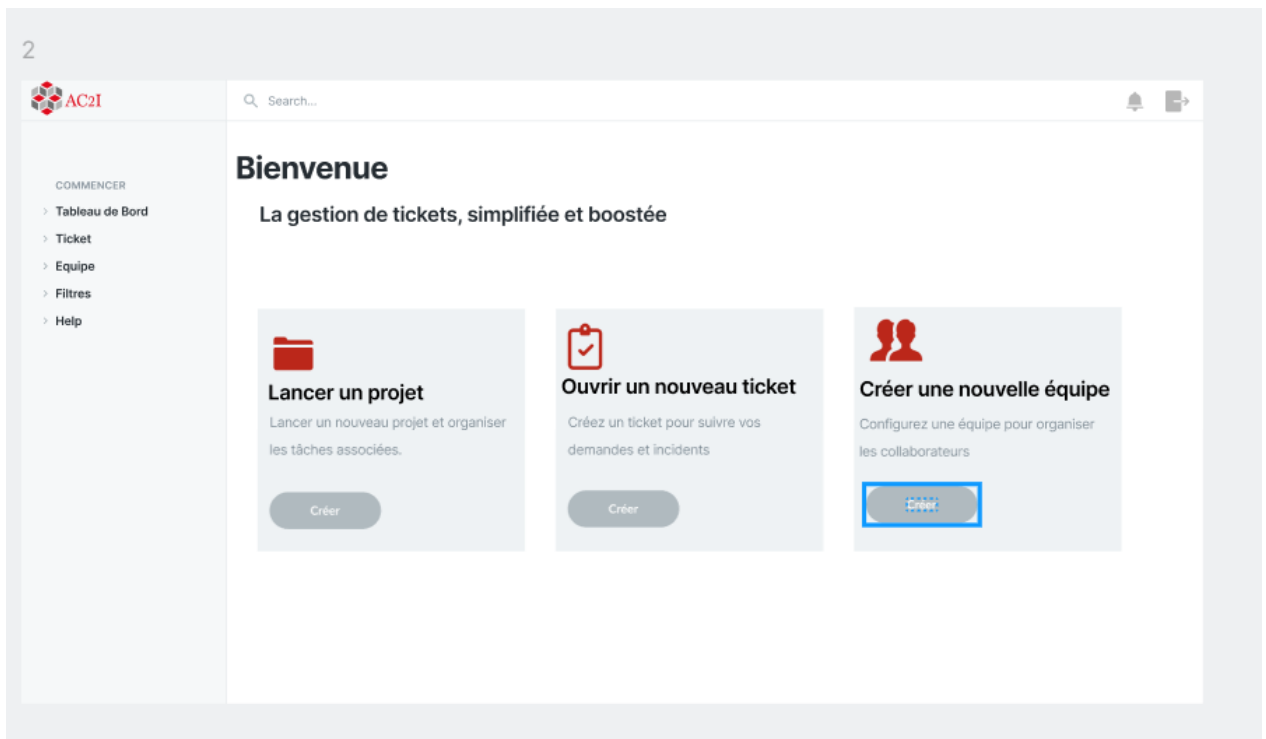 2
AC2I
Search...
COMMENCER
Tableau de Bord
Ticket
Equipe
Filtres
Help
Bienvenue
La gestion de tickets, simplifiée et boostée
Lancer un projet
Lancer un nouveau projet et organiser
les tâches associées.
Créer
Ouvrir un nouveau ticket
Créez un ticket pour suivre vos
demandes et incidents
Créer
Créer une nouvelle équipe
Configurez une équipe pour organiser
les collaborateurs
Créer